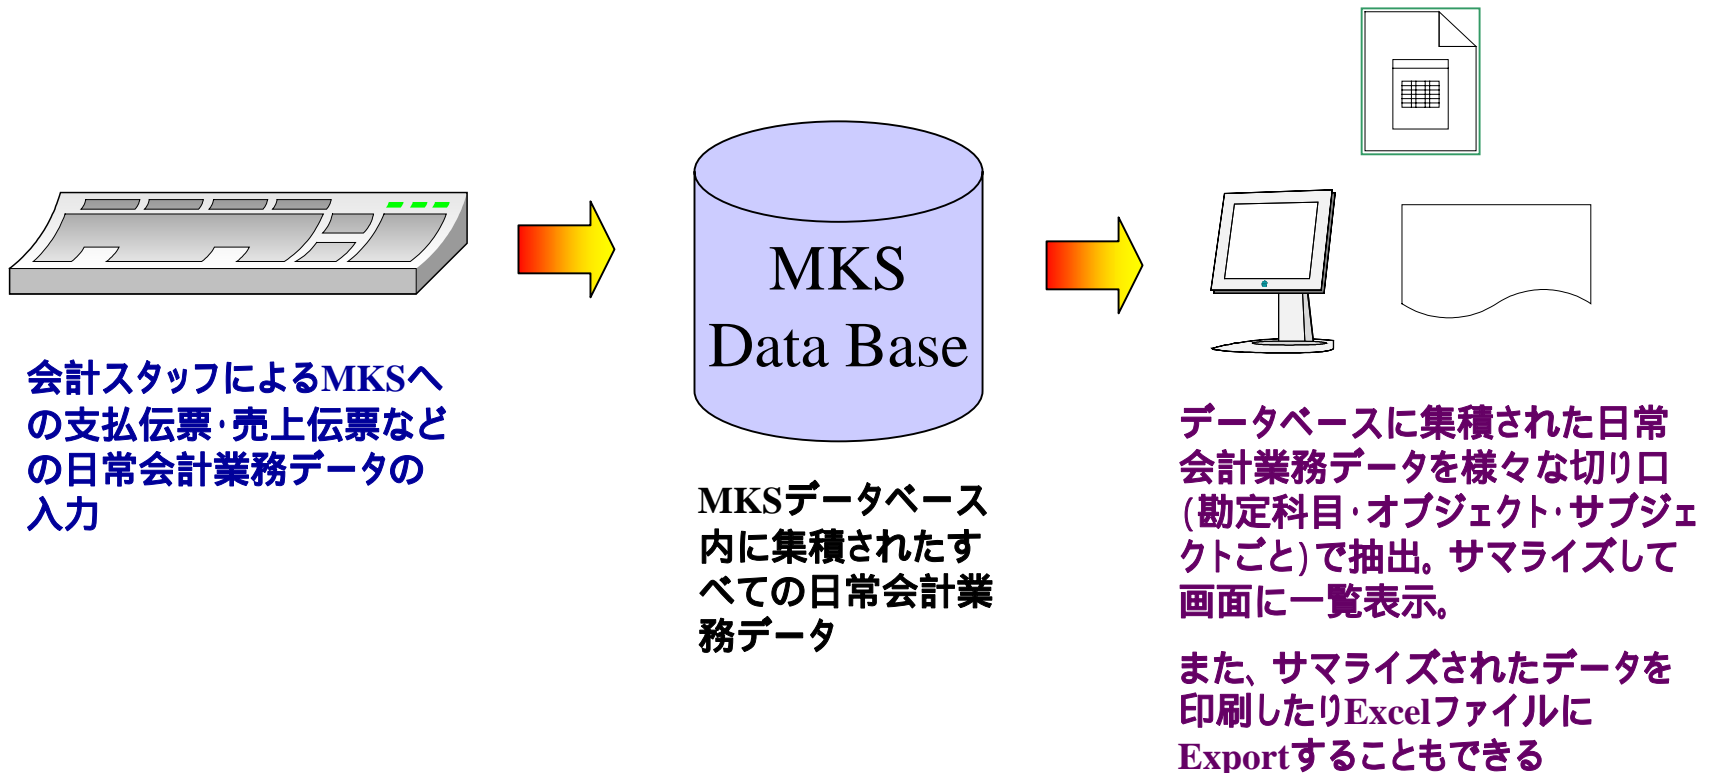 会計スタッフによるMKSへ
の支払伝票・売上伝票など
の日常会計業務データの
入力
MKS
Data Base
MKSデータベース
内に集積されたす
べての日常会計業
務データ
データベースに集積された日常
会計業務データを様々な切り口
(勘定科目・オブジェクト・サブジェ
クトごと)で抽出。サマライズして
画面に一覧表示。
また、サマライズされたデータを
印刷したりExcelファイルに
Exportすることもできる